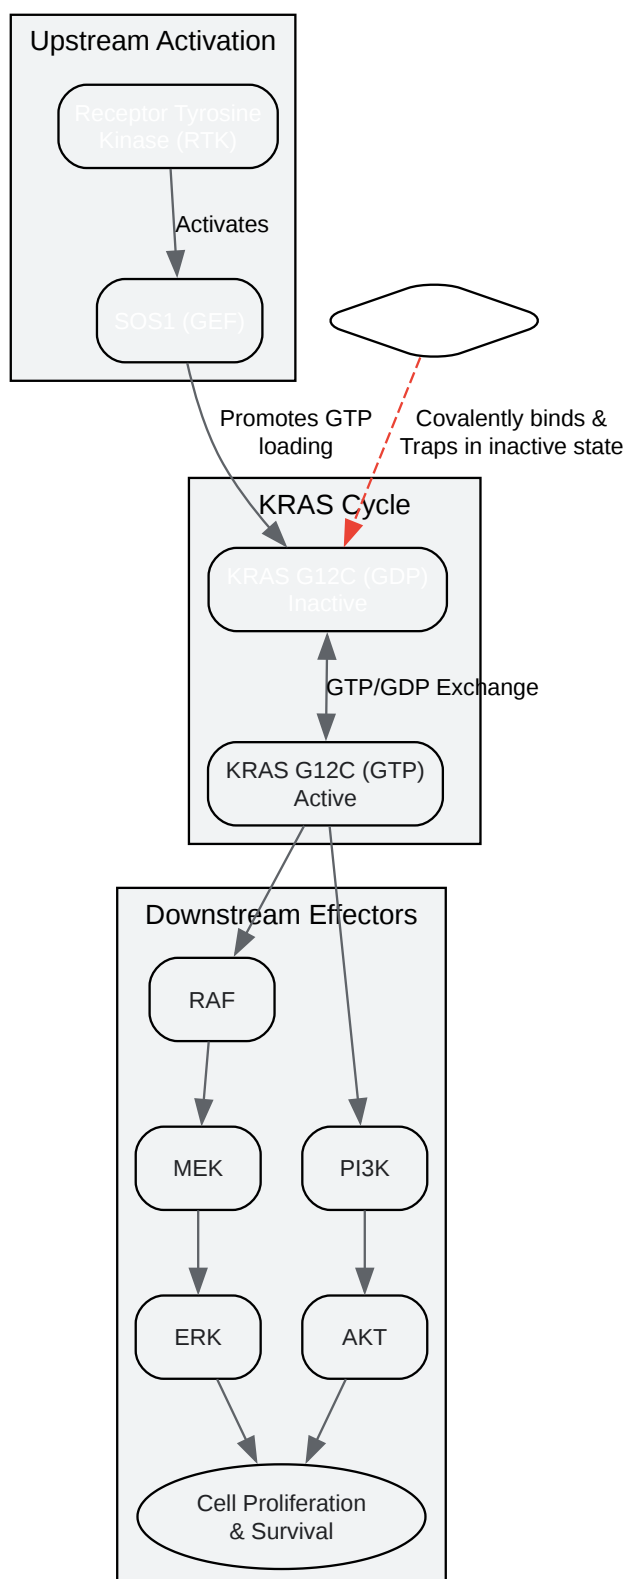 Upstream Activation
Receptor Tyrosine
Kinase (RTK)
Activates
SOS1 (GEF)
Promotes GTP
loading
Covalently binds &
Traps in inactive state
KRAS Cycle
KRAS G12C (GDP)
Inactive
GTP/GDP Exchange
KRAS G12C (GTP)
Active
Downstream Effectors
RAF
MEK
PI3K
ERK
AKT
Cell Proliferation
& Survival